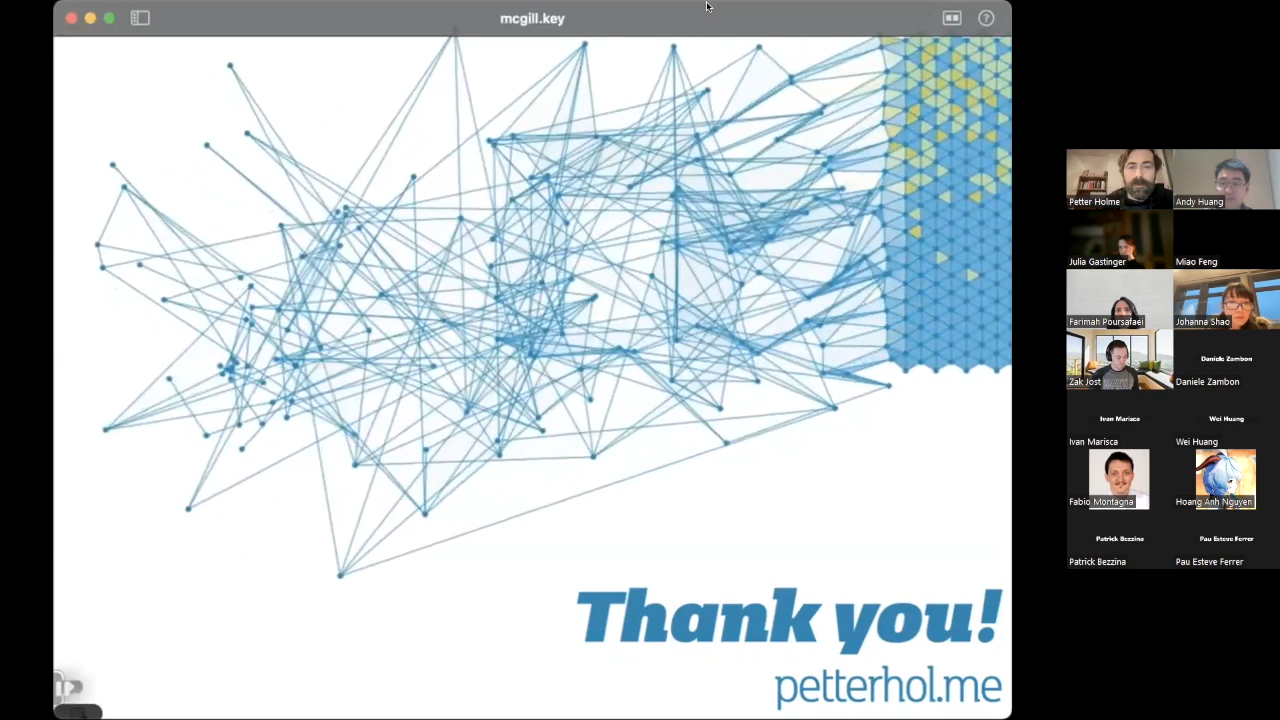 mcgill.key
Thank you!
petterhol.me
Petter Holme
Andy Huang
Julia Gastinger
Miao Feng
Farimah Poursafaei
Johanna Shao
Zak Jost
Daniele Zambon
Daniele Zambon
Ivan Marisca
Wei Huang
Ivan Marisca
Wei Huang
Fabio Montagna
Hoang Anh Nguyen
Patrick Bezzina
Pau Esteve Ferrer
Patrick Bezzina
Pau Esteve Ferrer